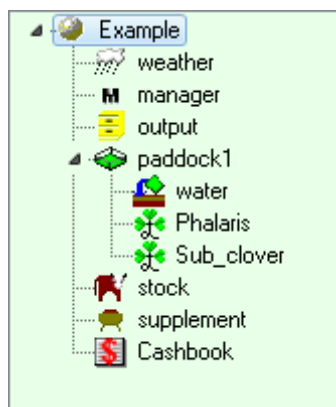 Example
weather
M manager
output
paddock1
water
Phalaris
Sub_clover
stock
supplement
$ Cashbook